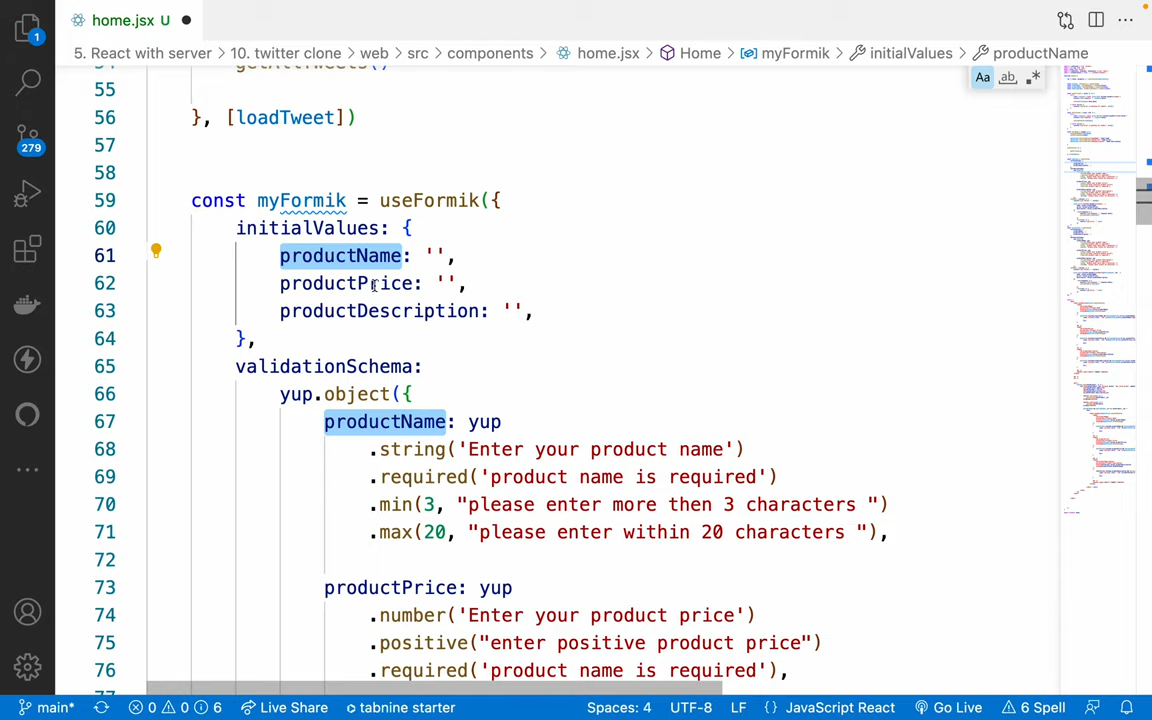 home.jsx U
1
5. React with server > 10. twitter clone > web > src > components > home.jsx > Home > myFormik > initialValues > productName
Aa ab
55
56 }, [loadTweet])
57
58
59 const myFormik = useFormik({
60 initialValues: {
61 productName: '',
62 productPrice: '',
63 productDescription: '',
64 },
65 validationSchema:
66 yup.object({
67 productName: yup
68 .string('Enter your product name')
69 .required('product name is required')
70 .min(3, "please enter more then 3 characters ")
71 .max(20, "please enter within 20 characters "),
72
73 productPrice: yup
74 .number('Enter your product price')
75 .positive("enter positive product price")
76 .required('product name is required'),
279
main* 0 0 6 Live Share tabnine starter Spaces: 4 UTF-8 LF {} JavaScript React Go Live 6 Spell